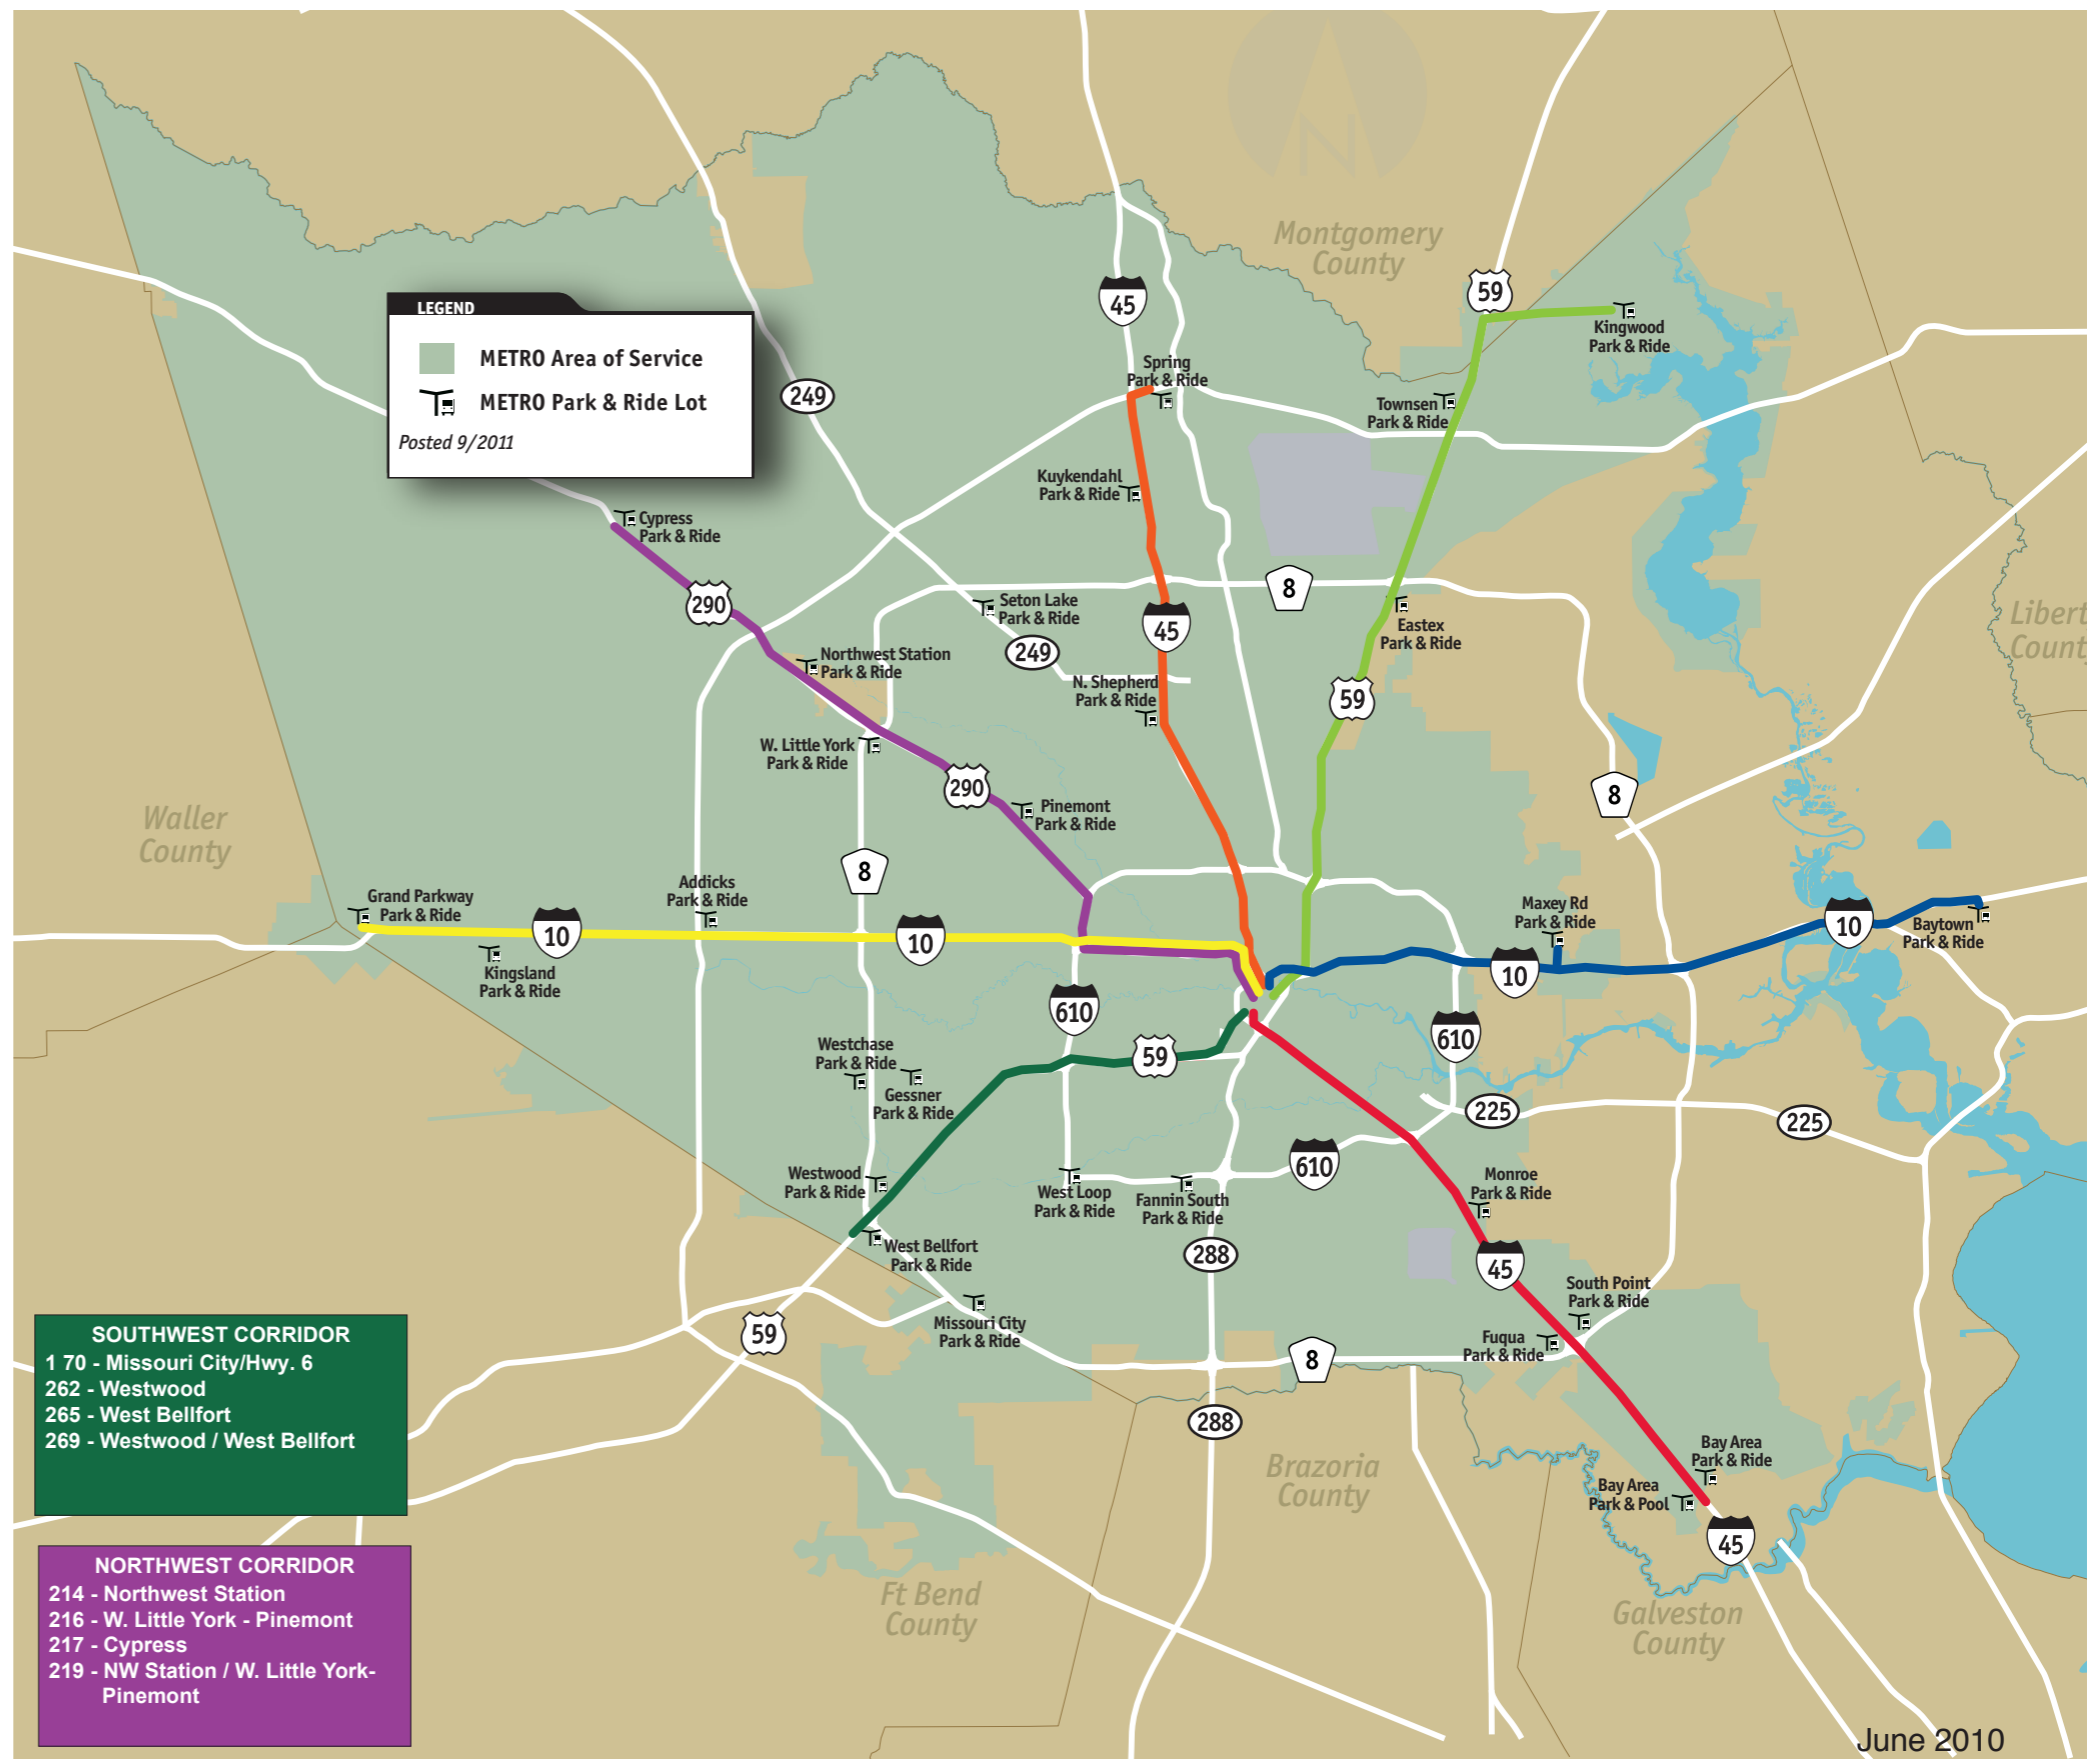 N
Montgomery
County
59
45
Kingwood
Park & Ride
LEGEND
METRO Area of Service
METRO Park & Ride Lot
Posted 9/2011
Spring
Park & Ride
249
Townsen
Park & Ride
Kuykendahl
Park & Ride
Cypress
Park & Ride
290
8
Seton Lake
Park & Ride
45
Eastex
Park & Ride
Libert
Count
249
Northwest Station
Park & Ride
N. Shepherd
Park & Ride
59
W. Little York
Park & Ride
290
8
Pinemont
Park & Ride
Waller
County
8
Addicks
Park & Ride
Grand Parkway
Park & Ride
Maxey Rd
Park & Ride
10
10
10
Baytown
Park & Ride
Kingsland
Park & Ride
10
610
610
Westchase
Park & Ride
59
Gessner
Park & Ride
225
225
610
Westwood
Park & Ride
Monroe
Park & Ride
West Loop
Park & Ride
Fannin South
Park & Ride
West Bellfort
Park & Ride
288
45
South Point
Park & Ride
Missouri City
Park & Ride
59
Fuqua
Park & Ride
8
SOUTHWEST CORRIDOR
1 70 - Missouri City/Hwy. 6
262 - Westwood
265 - West Bellfort
269 - Westwood / West Bellfort
288
Bay Area
Park & Ride
Brazoria
County
Bay Area
Park & Pool
45
NORTHWEST CORRIDOR
214 - Northwest Station
216 - W. Little York - Pinemont
217 - Cypress
219 - NW Station / W. Little York-
Pinemont
Ft Bend
County
Galveston
County
June 2010